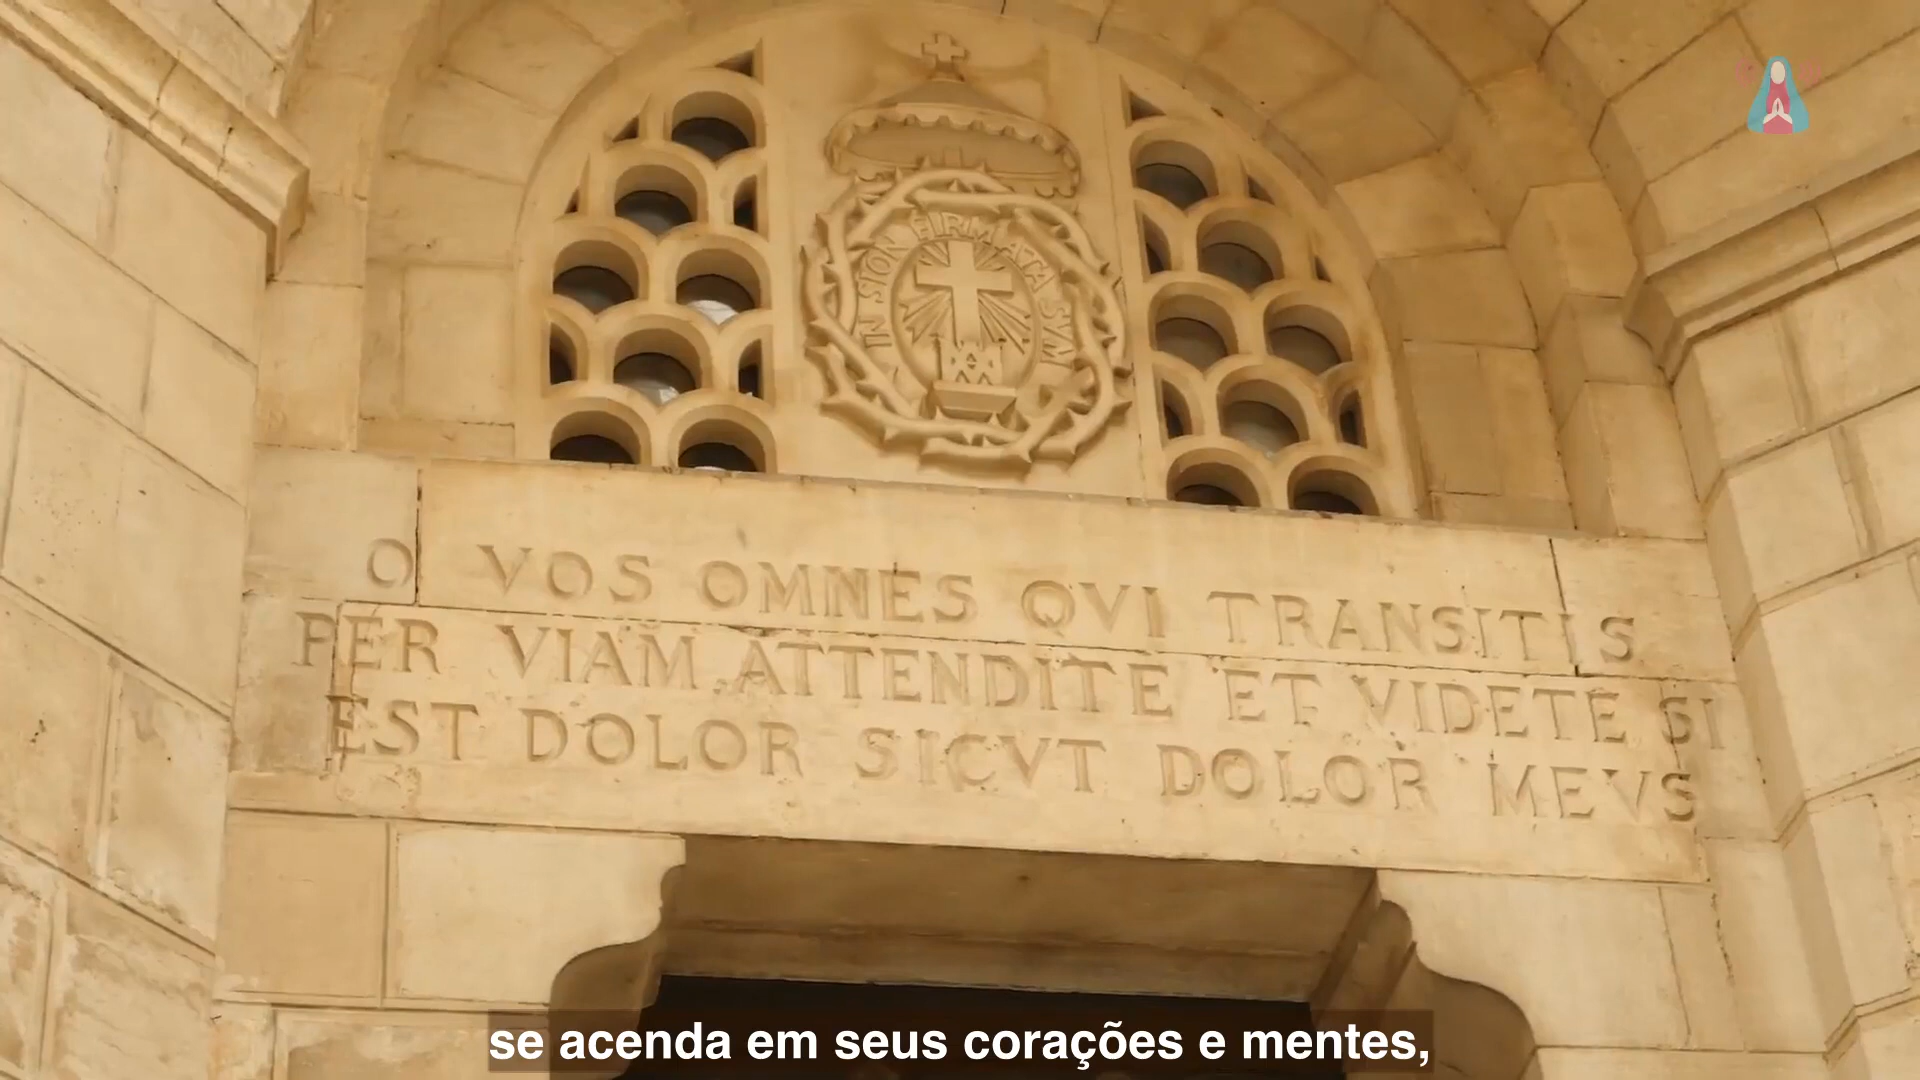 IN SION FIRMATA SVM
O VOS OMNES QVI TRANSITIS
PER VIAM ATTENDITE ET VIDETE SI
EST DOLOR SICVT DOLOR MEVS
se acenda em seus corações e mentes,